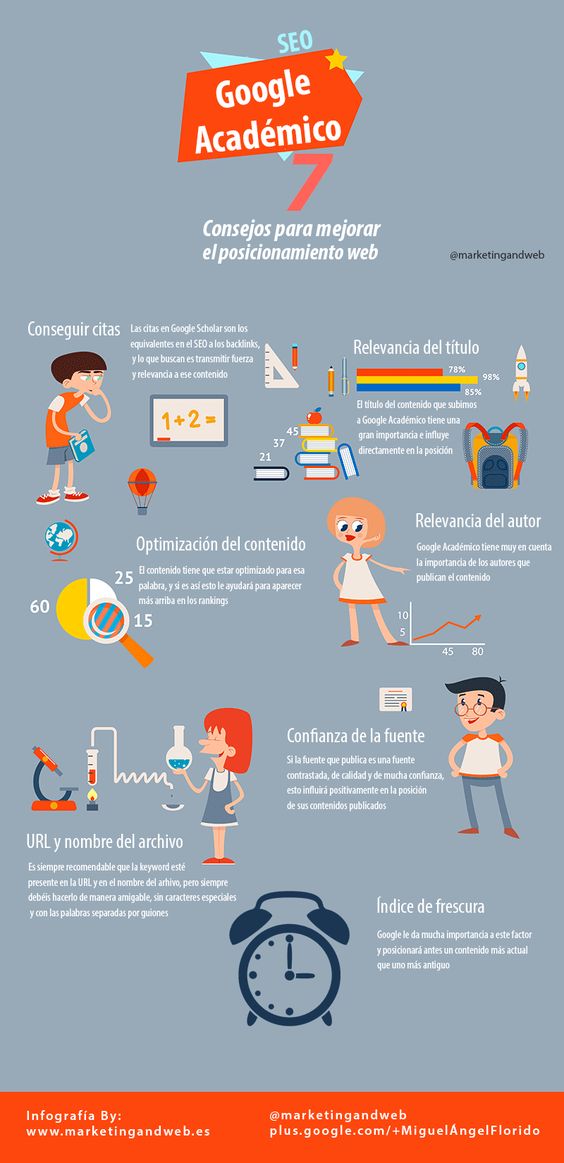 SEO
Google
Académico
7
Consejos para mejorar
el posicionamiento web
@marketingandweb
Conseguir citas
Las citas en Google Scholar son los
equivalentes en el SEO a los backlinks,
y lo que buscan es transmitir fuerza
y relevancia a ese contenido
1+2=
Relevancia del título
78%
98%
85%
El título del contenido que subimos
a Google Académico tiene una
gran importancia e influye
directamente en la posición
45
37
21
Optimización del contenido
El contenido tiene que estar optimizado para esa
palabra, y si es así esto le ayudará para aparecer
más arriba en los rankings
25
60
15
Relevancia del autor
Google Académico tiene muy en cuenta
la importancia de los autores que
publican el contenido
10
5
45 80
Confianza de la fuente
Si la fuente que publica es una fuente
contrastada, de calidad y de mucha confianza,
esto influirá positivamente en la posición
de sus contenidos publicados
URL y nombre del archivo
Es siempre recomendable que la keyword esté
presente en la URL y en el nombre del arhivo, pero siempre
debéis hacerlo de manera amigable, sin caracteres especiales
y con las palabras separadas por guiones
Índice de frescura
Google le da mucha importancia a este factor
y posicionará antes un contenido más actual
que uno más antiguo
Infografía By:
www.marketingandweb.es
@marketingandweb
plus.google.com/+MiguelÁngelFlorido